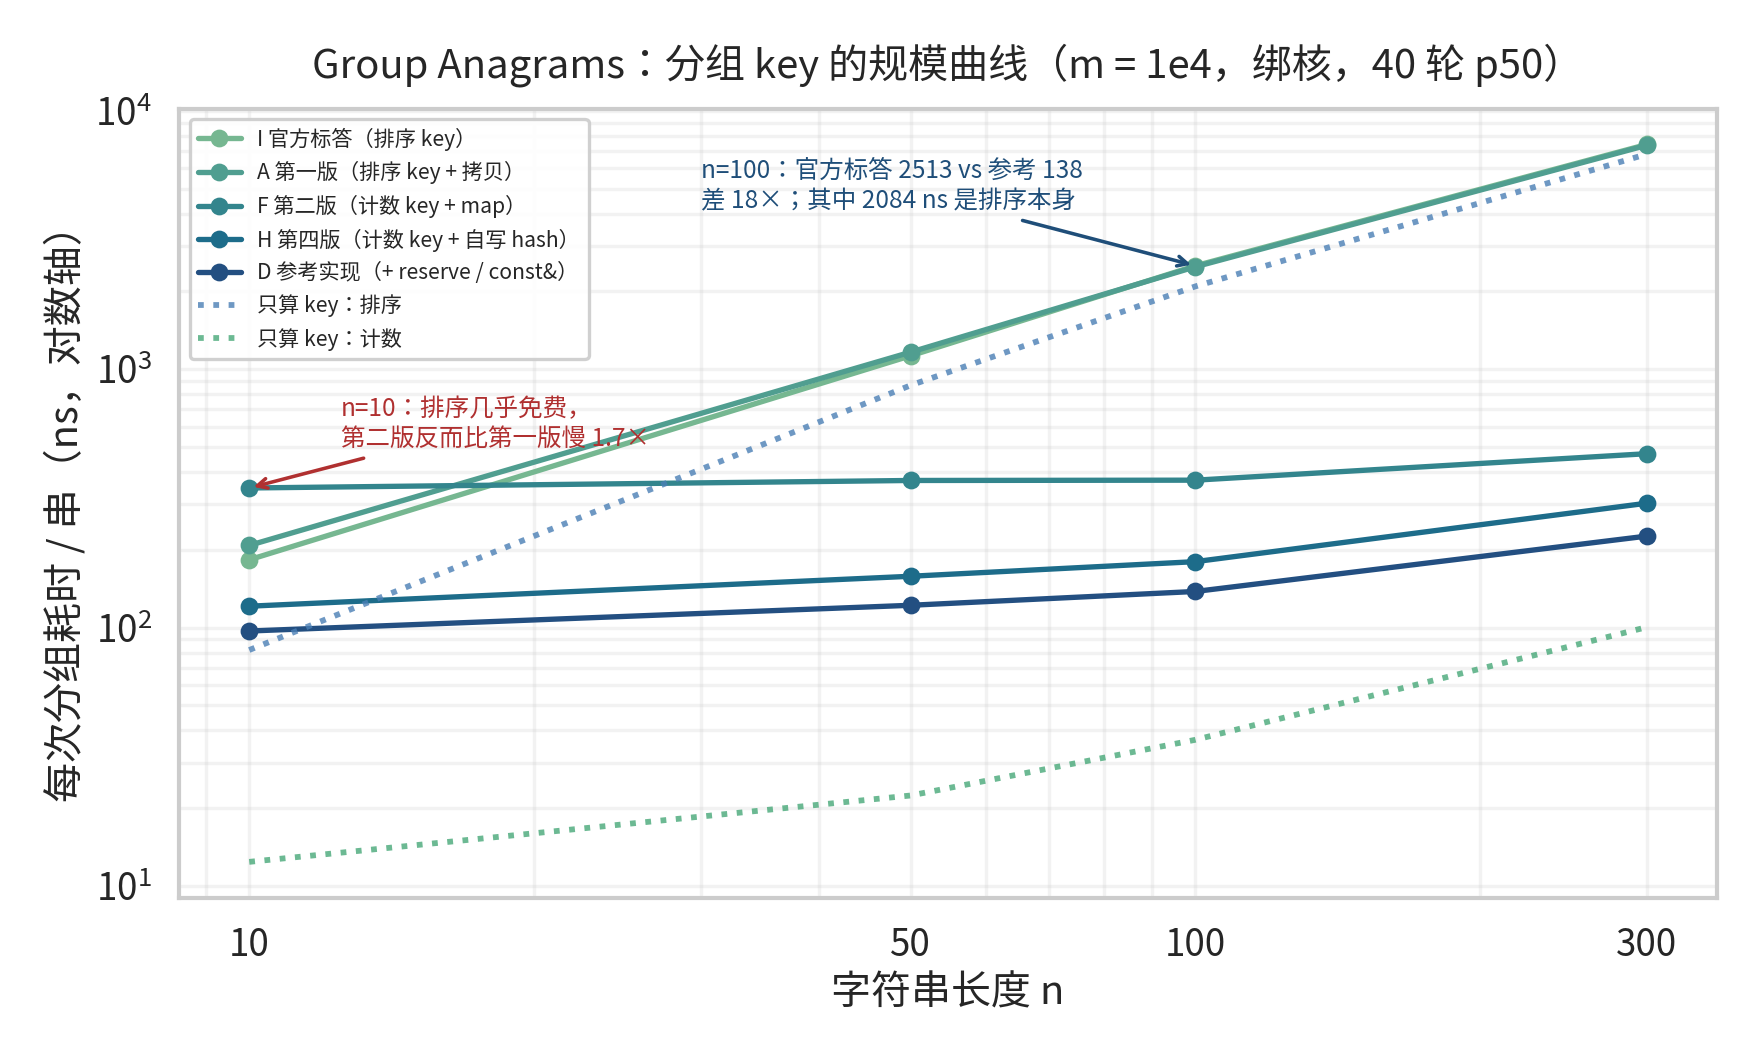 Group Anagrams：分组 key 的规模曲线（m = 1e4，绑核，40 轮 p50）
10⁴
10³
10²
10¹
每次分组耗时 / 串（ns，对数轴）
I 官方标答（排序 key）
A 第一版（排序 key + 拷贝）
F 第二版（计数 key + map）
H 第四版（计数 key + 自写 hash）
D 参考实现（+ reserve / const&）
只算 key：排序
只算 key：计数
n=100：官方标答 2513 vs 参考 138
差 18×；其中 2084 ns 是排序本身
n=10：排序几乎免费，
第二版反而比第一版慢 1.7×
10
50
100
300
字符串长度 n